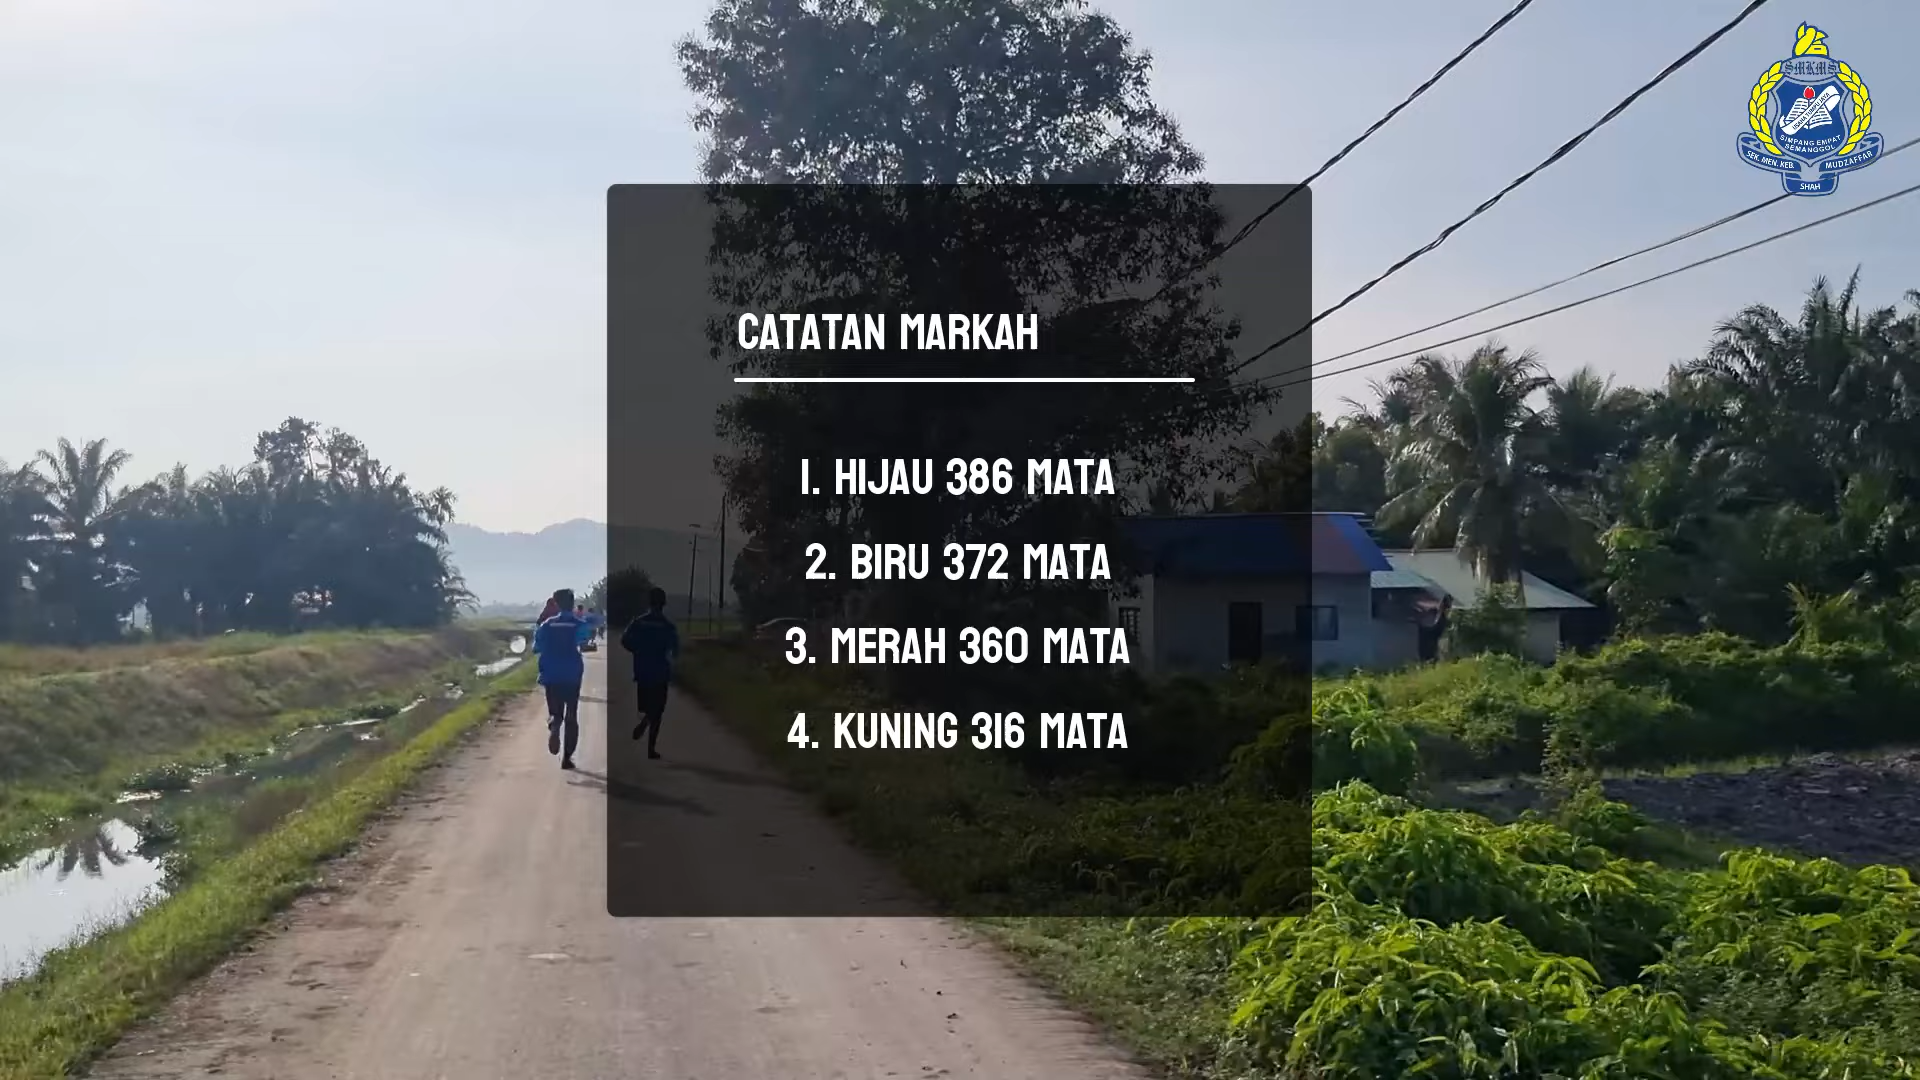 CATATAN MARKAH
1. HIJAU 386 MATA
2. BIRU 372 MATA
3. MERAH 360 MATA
4. KUNING 316 MATA
SMKMS
SIMPANG EMPAT
SEMANGGOL
SEK. MEN. KEB. MUDZAFFAR
SHAH